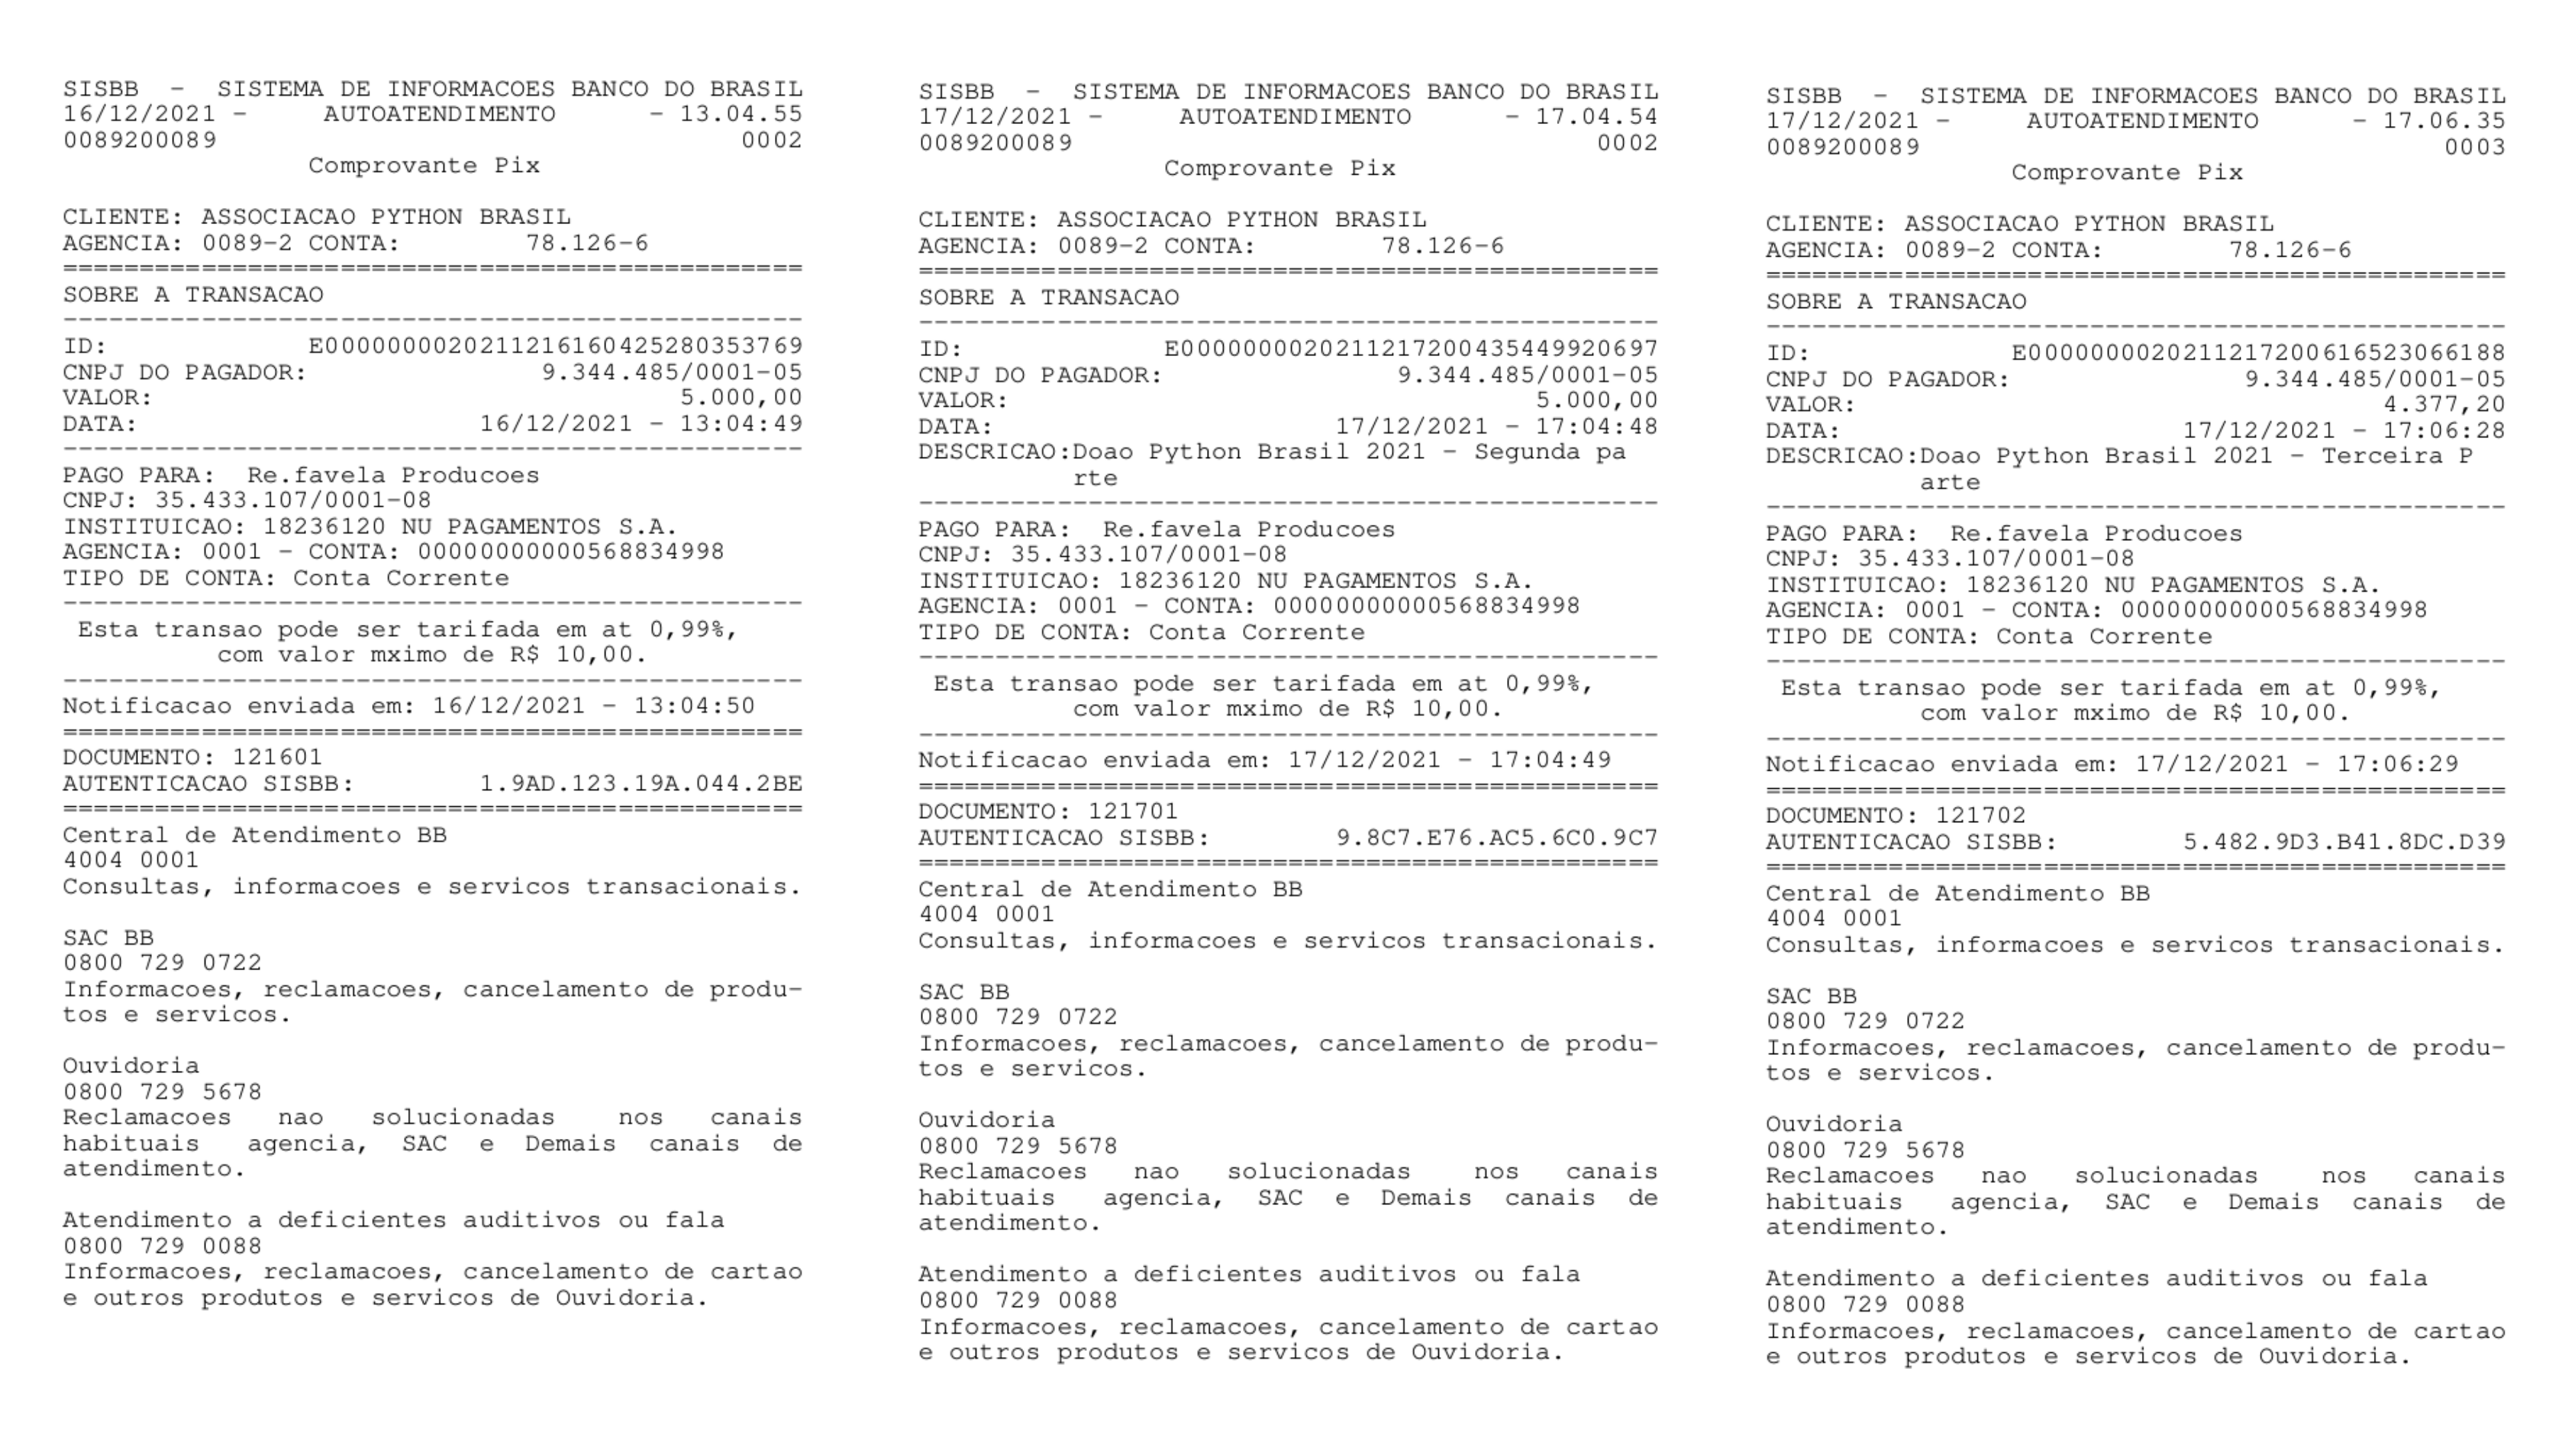 SISBB - SISTEMA DE INFORMACOES BANCO DO BRASIL
16/12/2021 - AUTOATENDIMENTO - 13.04.55
0089200089 0002
Comprovante Pix
CLIENTE: ASSOCIACAO PYTHON BRASIL
AGENCIA: 0089-2 CONTA: 78.126-6
================================================
SOBRE A TRANSACAO
------------------------------------------------
ID: E0000000020211216160425280353769
CNPJ DO PAGADOR: 9.344.485/0001-05
VALOR: 5.000,00
DATA: 16/12/2021 - 13:04:49
------------------------------------------------
PAGO PARA: Re.favela Producoes
CNPJ: 35.433.107/0001-08
INSTITUICAO: 18236120 NU PAGAMENTOS S.A.
AGENCIA: 0001 - CONTA: 00000000000568834998
TIPO DE CONTA: Conta Corrente
------------------------------------------------
Esta transao pode ser tarifada em at 0,99%,
com valor mximo de R$ 10,00.
------------------------------------------------
Notificacao enviada em: 16/12/2021 - 13:04:50
================================================
DOCUMENTO: 121601
AUTENTICACAO SISBB: 1.9AD.123.19A.044.2BE
================================================
Central de Atendimento BB
4004 0001
Consultas, informacoes e servicos transacionais.
SAC BB
0800 729 0722
Informacoes, reclamacoes, cancelamento de produ-
tos e servicos.
Ouvidoria
0800 729 5678
Reclamacoes nao solucionadas nos canais
habituais agencia, SAC e Demais canais de
atendimento.
Atendimento a deficientes auditivos ou fala
0800 729 0088
Informacoes, reclamacoes, cancelamento de cartao
e outros produtos e servicos de Ouvidoria.
SISBB - SISTEMA DE INFORMACOES BANCO DO BRASIL
17/12/2021 - AUTOATENDIMENTO - 17.04.54
0089200089 0002
Comprovante Pix
CLIENTE: ASSOCIACAO PYTHON BRASIL
AGENCIA: 0089-2 CONTA: 78.126-6
================================================
SOBRE A TRANSACAO
------------------------------------------------
ID: E0000000020211217200435449920697
CNPJ DO PAGADOR: 9.344.485/0001-05
VALOR: 5.000,00
DATA: 17/12/2021 - 17:04:48
DESCRICAO:Doao Python Brasil 2021 - Segunda pa
rte
------------------------------------------------
PAGO PARA: Re.favela Producoes
CNPJ: 35.433.107/0001-08
INSTITUICAO: 18236120 NU PAGAMENTOS S.A.
AGENCIA: 0001 - CONTA: 00000000000568834998
TIPO DE CONTA: Conta Corrente
------------------------------------------------
Esta transao pode ser tarifada em at 0,99%,
com valor mximo de R$ 10,00.
------------------------------------------------
Notificacao enviada em: 17/12/2021 - 17:04:49
================================================
DOCUMENTO: 121701
AUTENTICACAO SISBB: 9.8C7.E76.AC5.6C0.9C7
================================================
Central de Atendimento BB
4004 0001
Consultas, informacoes e servicos transacionais.
SAC BB
0800 729 0722
Informacoes, reclamacoes, cancelamento de produ-
tos e servicos.
Ouvidoria
0800 729 5678
Reclamacoes nao solucionadas nos canais
habituais agencia, SAC e Demais canais de
atendimento.
Atendimento a deficientes auditivos ou fala
0800 729 0088
Informacoes, reclamacoes, cancelamento de cartao
e outros produtos e servicos de Ouvidoria.
SISBB - SISTEMA DE INFORMACOES BANCO DO BRASIL
17/12/2021 - AUTOATENDIMENTO - 17.06.35
0089200089 0003
Comprovante Pix
CLIENTE: ASSOCIACAO PYTHON BRASIL
AGENCIA: 0089-2 CONTA: 78.126-6
================================================
SOBRE A TRANSACAO
------------------------------------------------
ID: E0000000020211217200616523066188
CNPJ DO PAGADOR: 9.344.485/0001-05
VALOR: 4.377,20
DATA: 17/12/2021 - 17:06:28
DESCRICAO:Doao Python Brasil 2021 - Terceira P
arte
------------------------------------------------
PAGO PARA: Re.favela Producoes
CNPJ: 35.433.107/0001-08
INSTITUICAO: 18236120 NU PAGAMENTOS S.A.
AGENCIA: 0001 - CONTA: 00000000000568834998
TIPO DE CONTA: Conta Corrente
------------------------------------------------
Esta transao pode ser tarifada em at 0,99%,
com valor mximo de R$ 10,00.
------------------------------------------------
Notificacao enviada em: 17/12/2021 - 17:06:29
================================================
DOCUMENTO: 121702
AUTENTICACAO SISBB: 5.482.9D3.B41.8DC.D39
================================================
Central de Atendimento BB
4004 0001
Consultas, informacoes e servicos transacionais.
SAC BB
0800 729 0722
Informacoes, reclamacoes, cancelamento de produ-
tos e servicos.
Ouvidoria
0800 729 5678
Reclamacoes nao solucionadas nos canais
habituais agencia, SAC e Demais canais de
atendimento.
Atendimento a deficientes auditivos ou fala
0800 729 0088
Informacoes, reclamacoes, cancelamento de cartao
e outros produtos e servicos de Ouvidoria.